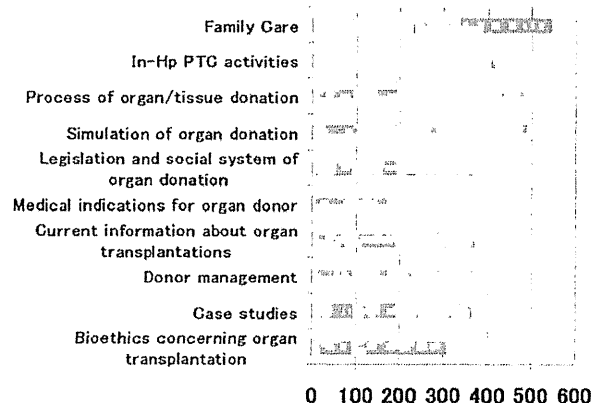 Family Care
In-Hp PTC activities
Process of organ/tissue donation
Simulation of organ donation
Legislation and social system of
organ donation
Medical indications for organ donor
Current information about organ
transplantations
Donor management
Case studies
Bioethics concerning organ
transplantation
0 100 200 300 400 500 600